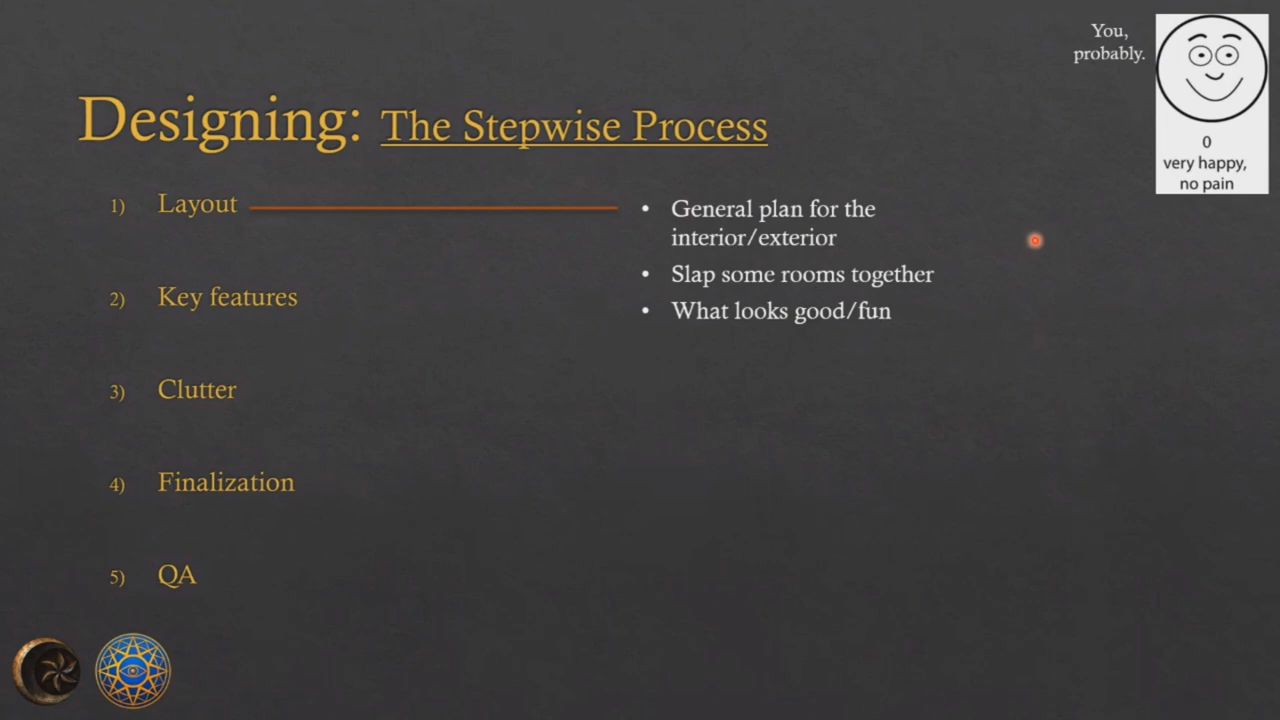 You,
probably.
0
very happy,
no pain
Designing: The Stepwise Process
1) Layout
• General plan for the
interior/exterior
• Slap some rooms together
• What looks good/fun
2) Key features
3) Clutter
4) Finalization
5) QA